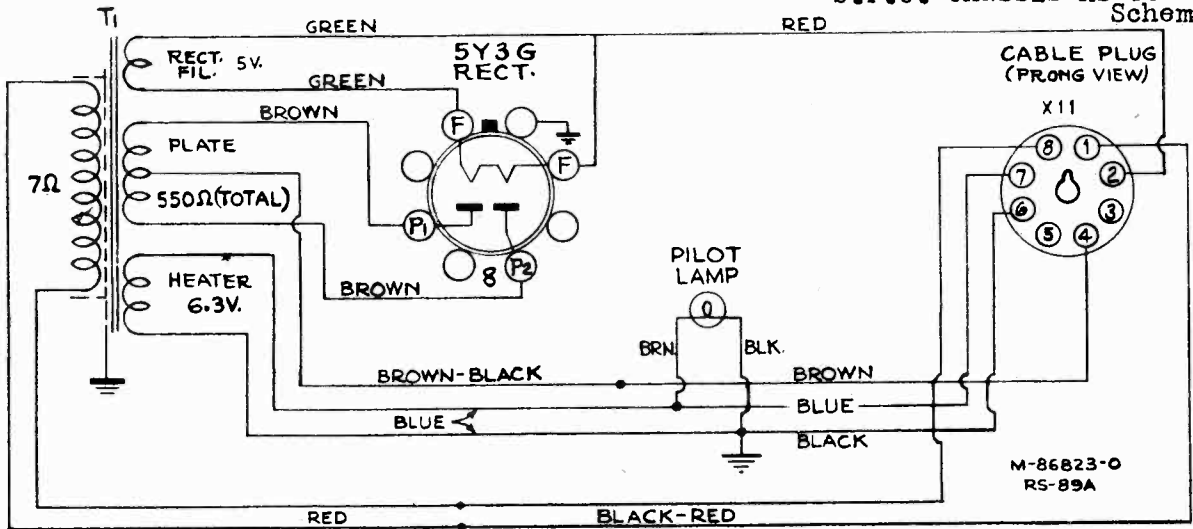 Schem
T1
GREEN
RED
RECT. FIL. 5V.
5Y3G
RECT.
CABLE PLUG
(PRONG VIEW)
GREEN
X11
BROWN
F
F
8
1
7
2
6
3
5
4
PLATE
7Ω
550Ω(TOTAL)
P1
P2
8
PILOT
LAMP
HEATER
6.3V.
BROWN
BRN.
BLK.
BROWN-BLACK
BROWN
BLUE
BLUE
BLACK
M-86823-0
RS-89A
RED
BLACK-RED